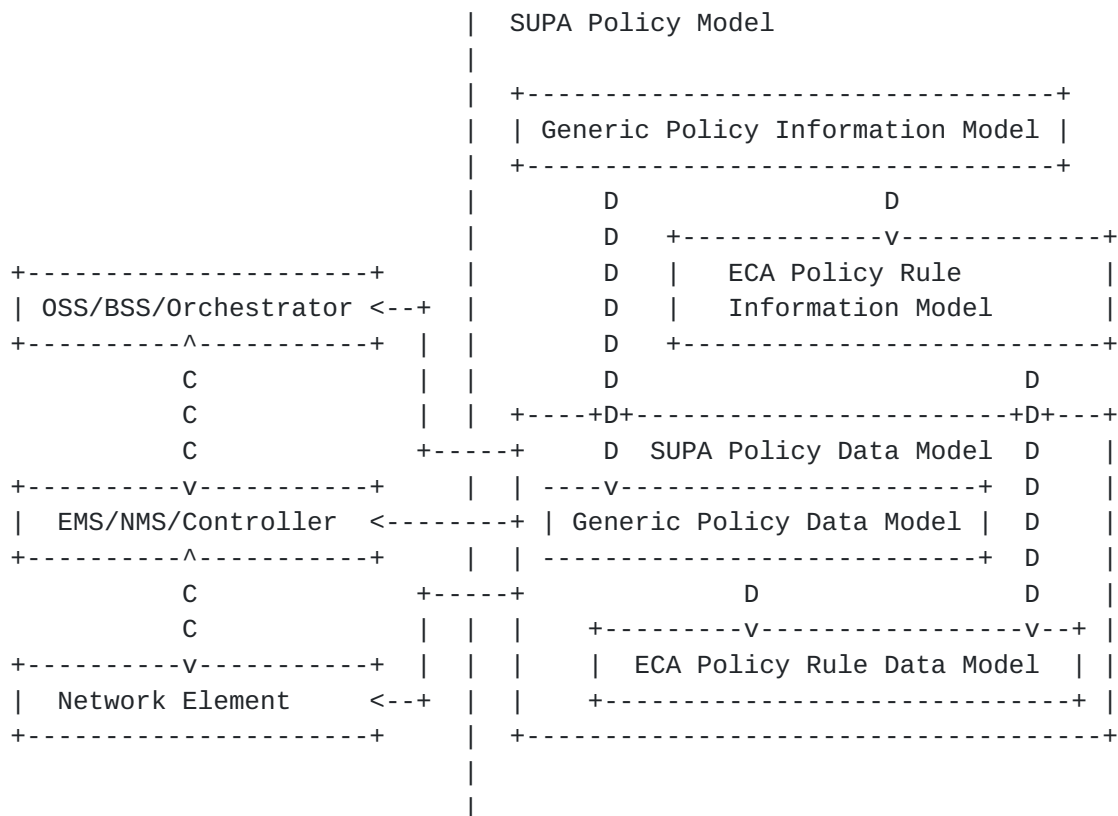 SUPA Policy Model
Generic Policy Information Model
D D
D
OSS/BSS/Orchestrator
D ECA Policy Rule
D Information Model
D
C D D
C D D
C D SUPA Policy Data Model D
D
EMS/NMS/Controller Generic Policy Data Model D
D
C D D
C
Network Element ECA Policy Rule Data Model